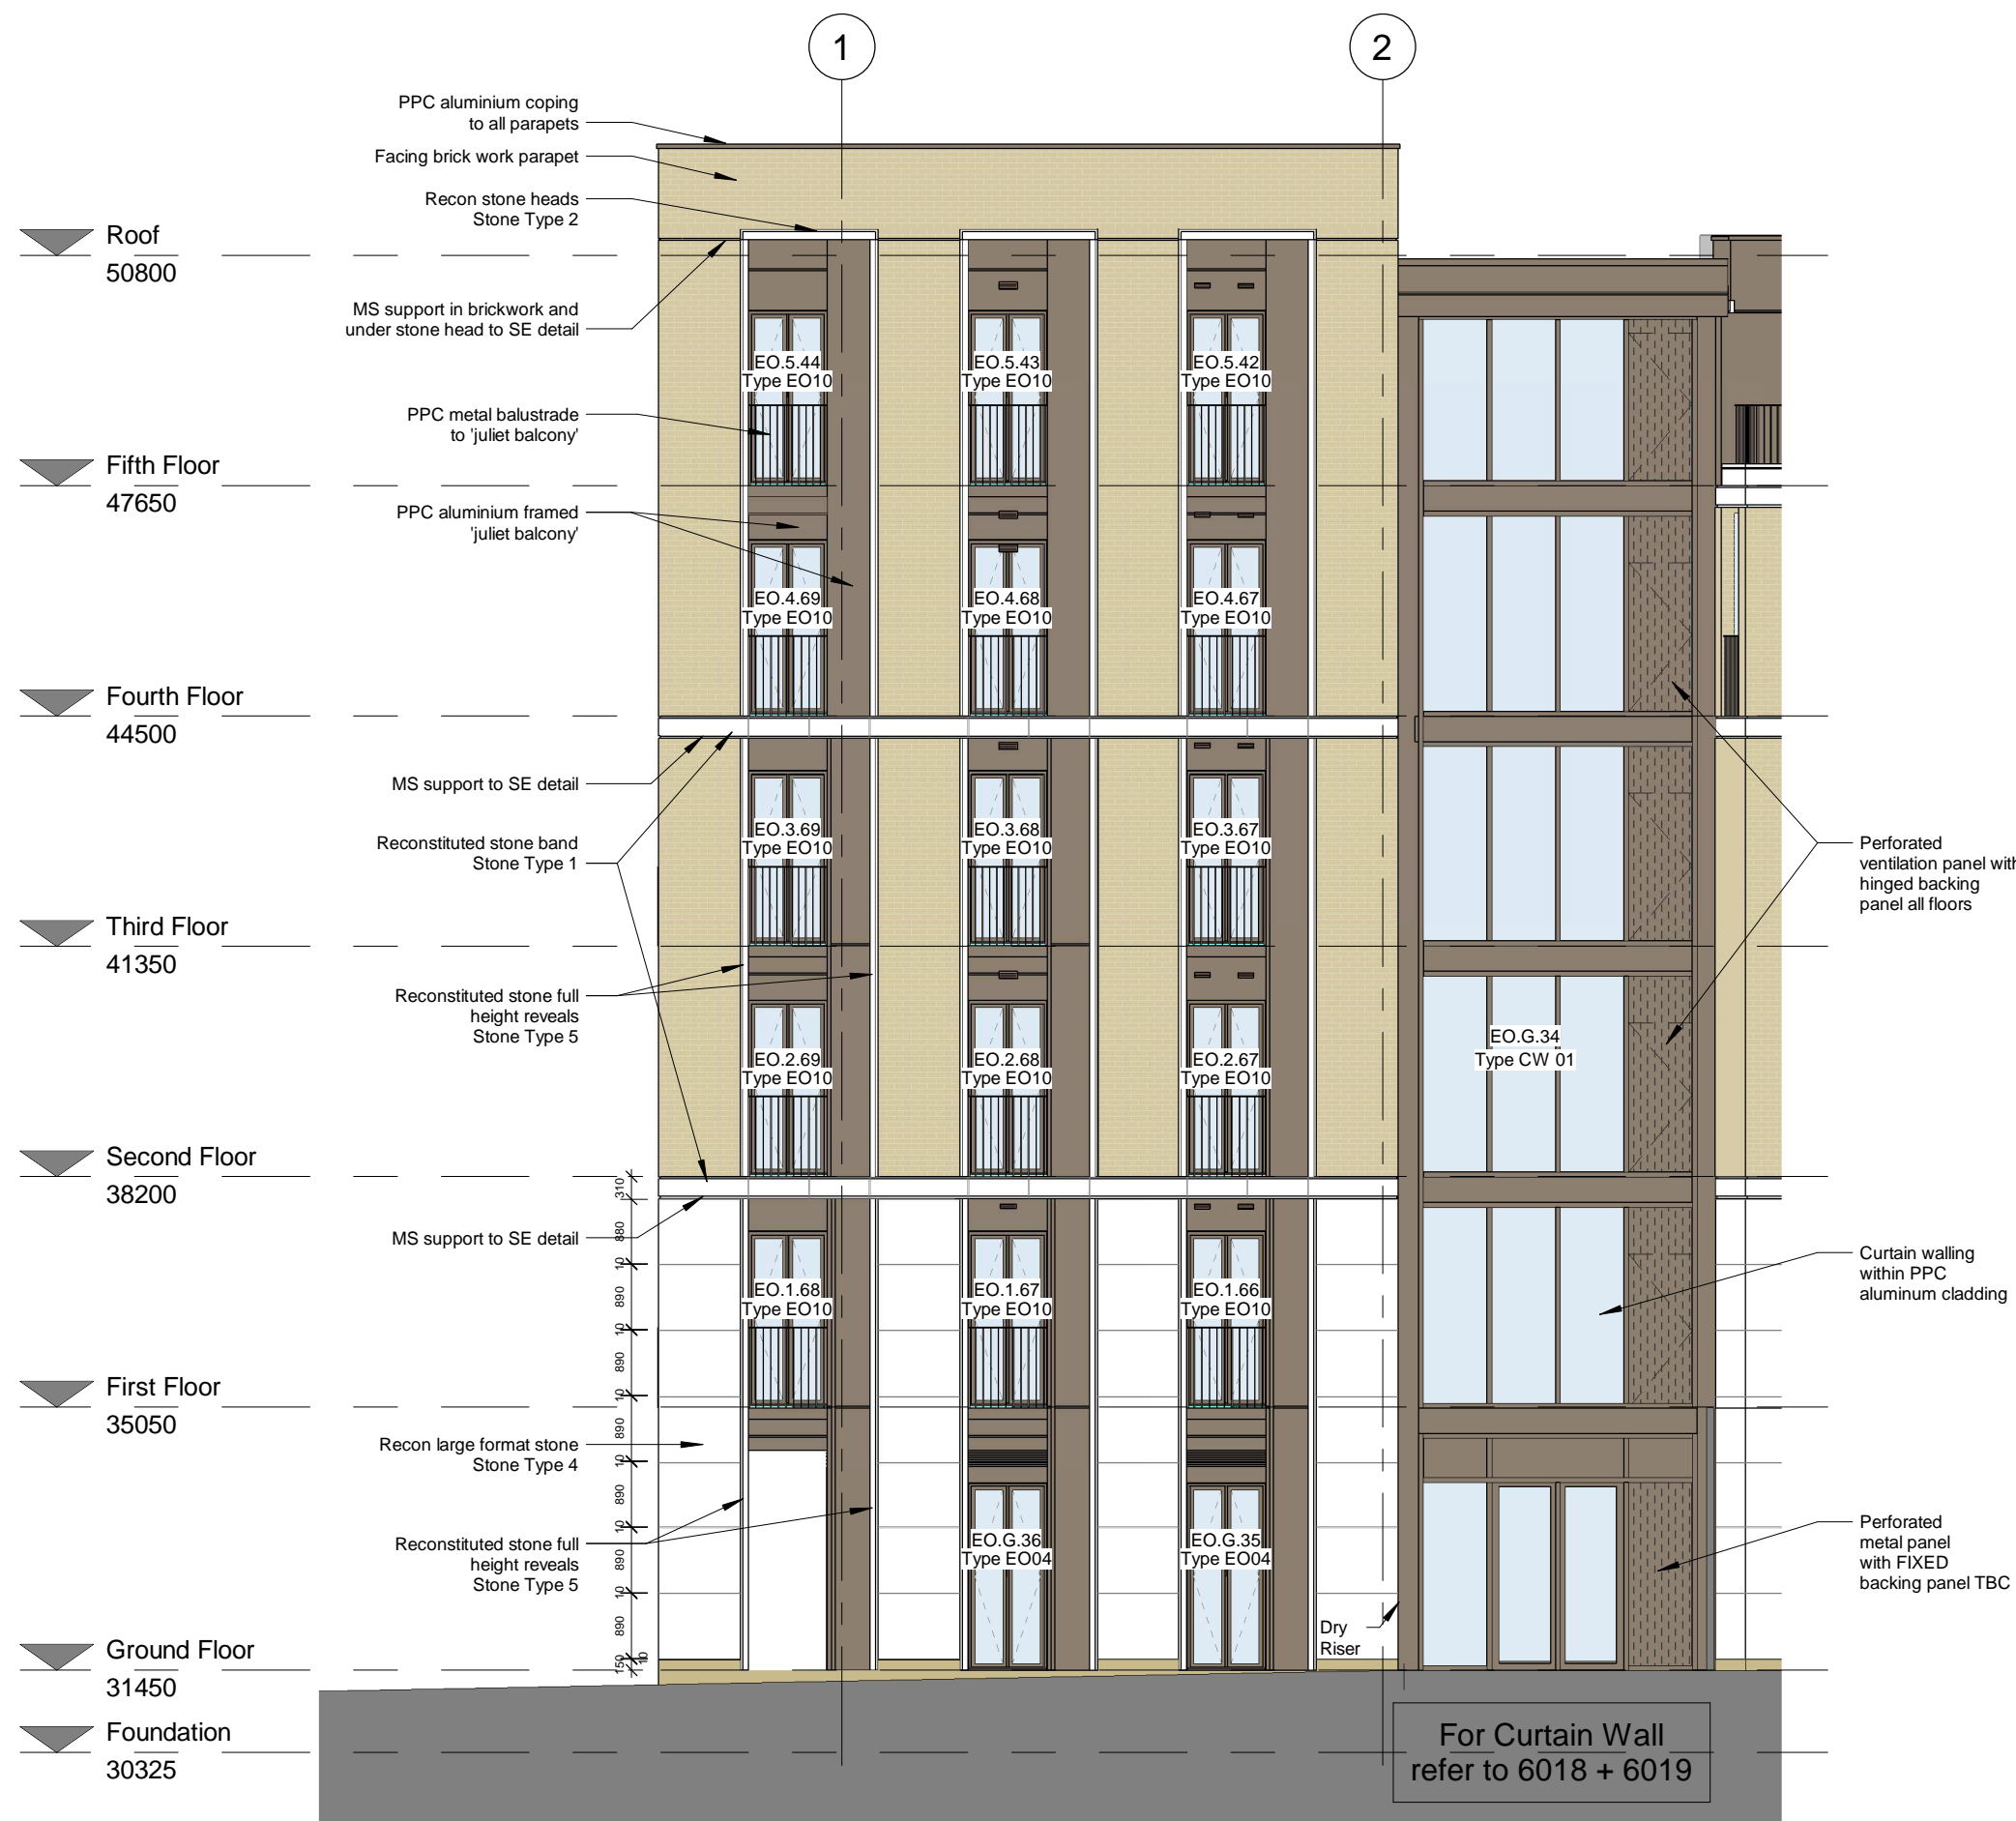 1
2
PPC aluminium coping
to all parapets
Facing brick work parapet
Recon stone heads
Stone Type 2
Roof
50800
MS support in brickwork and
under stone head to SE detail
EO.5.44
Type EO10
EO.5.43
Type EO10
EO.5.42
Type EO10
PPC metal balustrade
to 'juliet balcony'
Fifth Floor
47650
PPC aluminium framed
'juliet balcony'
EO.4.69
Type EO10
EO.4.68
Type EO10
EO.4.67
Type EO10
Fourth Floor
44500
MS support to SE detail
Reconstituted stone band
Stone Type 1
EO.3.69
Type EO10
EO.3.68
Type EO10
EO.3.67
Type EO10
Perforated
ventilation panel with
hinged backing
panel all floors
Third Floor
41350
Reconstituted stone full
height reveals
Stone Type 5
EO.2.69
Type EO10
EO.2.68
Type EO10
EO.2.67
Type EO10
EO.G.34
Type CW 01
Second Floor
38200
310
MS support to SE detail
880
10
890
EO.1.68
Type EO10
EO.1.67
Type EO10
EO.1.66
Type EO10
Curtain walling
within PPC
aluminum cladding
10
890
10
First Floor
35050
890
Recon large format stone
Stone Type 4
10
890
10
Reconstituted stone full
height reveals
Stone Type 5
890
10
890
EO.G.36
Type EO04
EO.G.35
Type EO04
Perforated
metal panel
with FIXED
backing panel TBC
Dry
Riser
10
150
Ground Floor
31450
Foundation
30325
For Curtain Wall
refer to 6018 + 6019